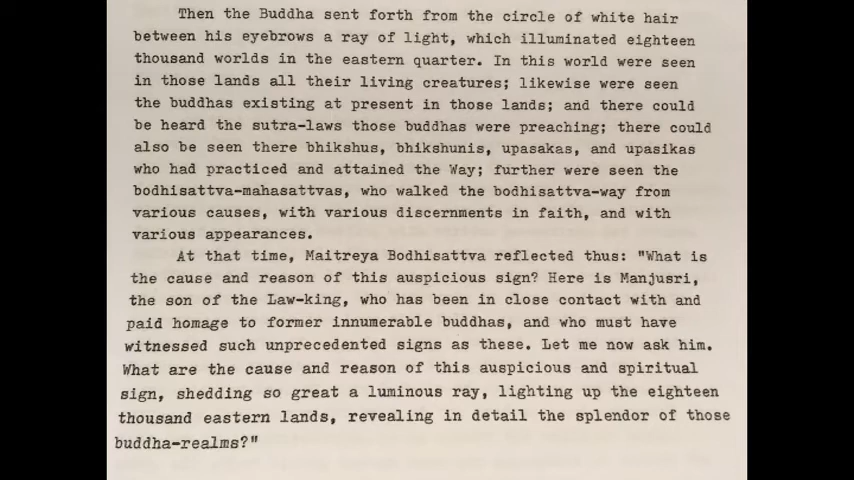 Then the Buddha sent forth from the circle of white hair
between his eyebrows a ray of light, which illuminated eighteen
thousand worlds in the eastern quarter. In this world were seen
in those lands all their living creatures; likewise were seen
the buddhas existing at present in those lands; and there could
be heard the sutra-laws those buddhas were preaching; there could
also be seen there bhikshus, bhikshunis, upasakas, and upasikas
who had practiced and attained the Way; further were seen the
bodhisattva-mahasattvas, who walked the bodhisattva-way from
various causes, with various discernments in faith, and with
various appearances.
At that time, Maitreya Bodhisattva reflected thus: "What is
the cause and reason of this auspicious sign? Here is Manjusri,
the son of the Law-king, who has been in close contact with and
paid homage to former innumerable buddhas, and who must have
witnessed such unprecedented signs as these. Let me now ask him.
What are the cause and reason of this auspicious and spiritual
sign, shedding so great a luminous ray, lighting up the eighteen
thousand eastern lands, revealing in detail the splendor of those
buddha-realms?"